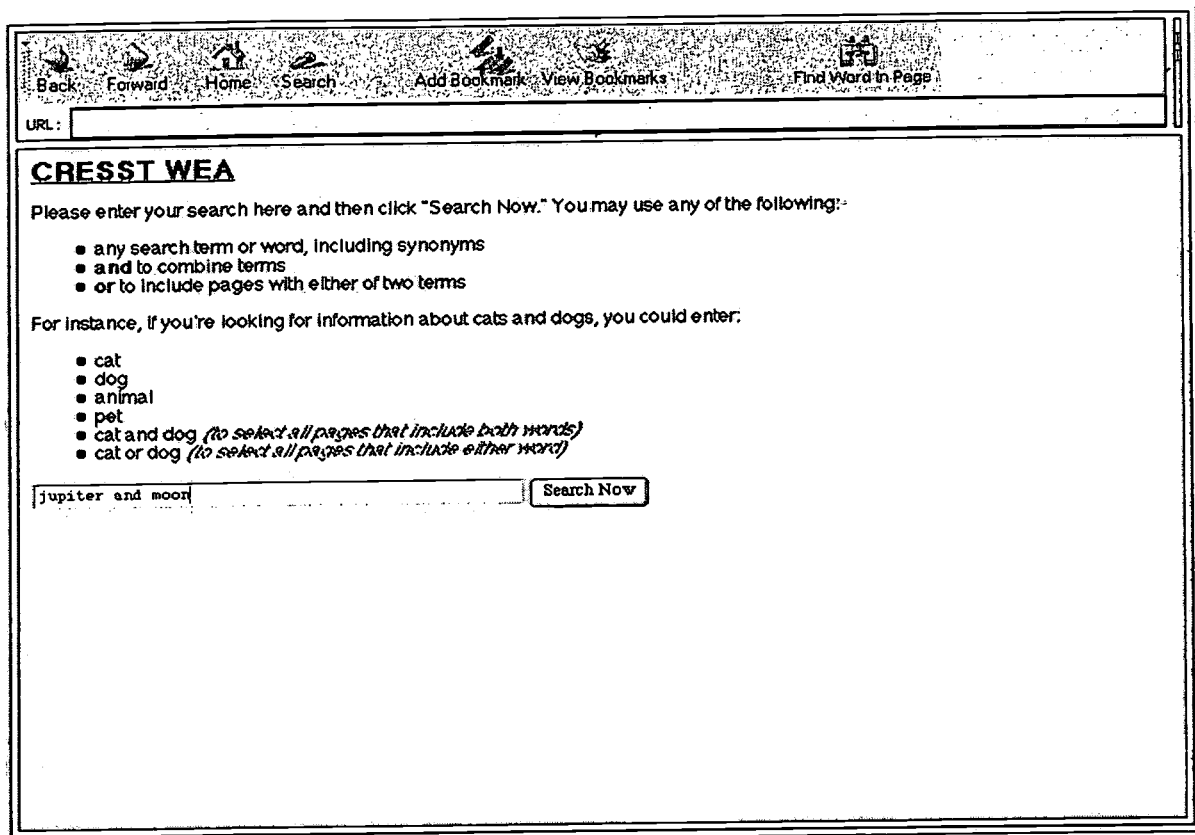 Back Forward Home Search Add Bookmark View Bookmarks Find Word In Page
URL:
CRESST WEA
Please enter your search here and then click "Search Now." You may use any of the following:
any search term or word, including synonyms
and to combine terms
or to include pages with either of two terms
For instance, if you're looking for information about cats and dogs, you could enter:
cat
dog
animal
pet
cat and dog (to select all pages that include both words)
cat or dog (to select all pages that include either word)
jupiter and moon Search Now